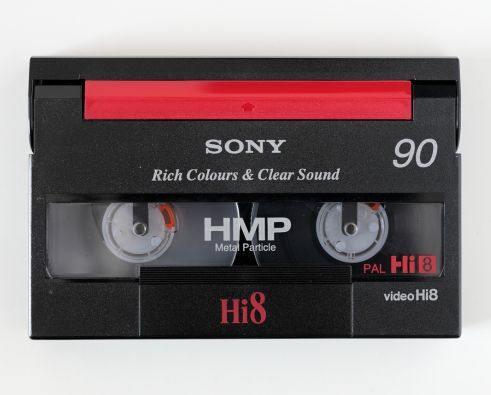 SONY
90
Rich Colours & Clear Sound
HMP
Metal Particle
PAL Hi8
video Hi8
Hi8